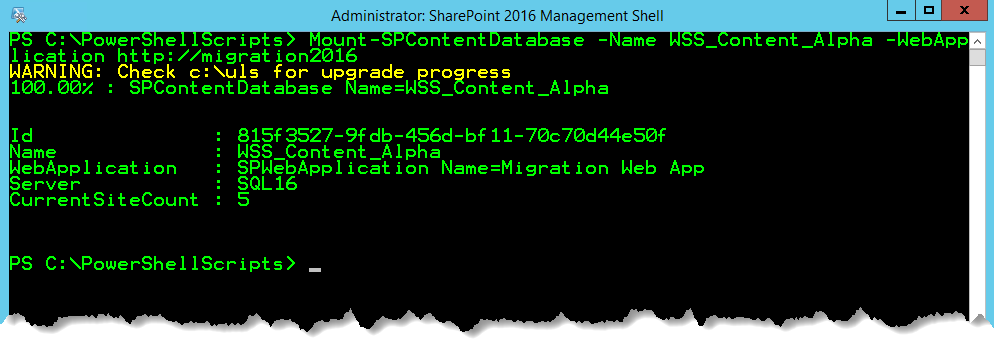 Administrator: SharePoint 2016 Management Shell
PS C:\PowerShellScripts> Mount-SPContentDatabase -Name WSS_Content_Alpha -WebApp
lication http://migration2016
WARNING: Check c:\uls for upgrade progress
100.00% : SPContentDatabase Name=WSS_Content_Alpha
Id : 815f3527-9fdb-456d-bf11-70c70d44e50f
Name : WSS_Content_Alpha
WebApplication : SPWebApplication Name=Migration Web App
Server : SQL16
CurrentSiteCount : 5
PS C:\PowerShellScripts> _